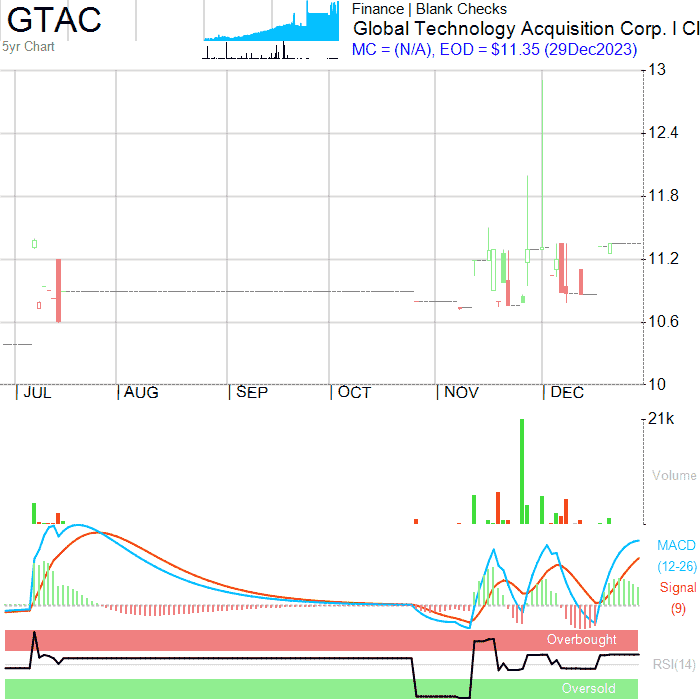 GTAC
5yr Chart
Finance | Blank Checks
Global Technology Acquisition Corp. I Cl
MC = (N/A), EOD = $11.35 (29Dec2023)
13
12.4
11.8
11.2
10.6
10
JUL AUG SEP OCT NOV DEC
21k
Volume
MACD
(12-26)
Signal
(9)
Overbought
RSI(14)
Oversold